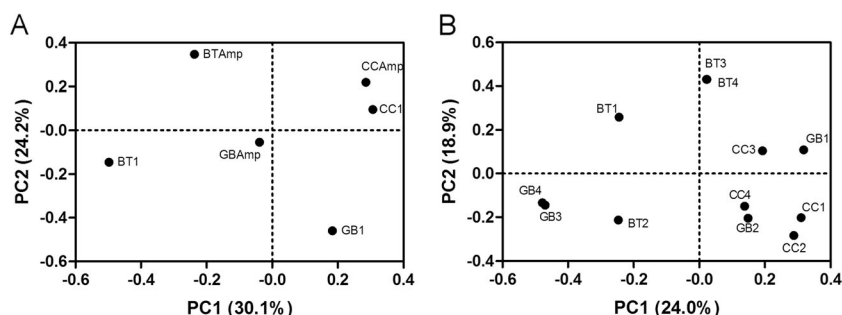 A
B
0.4
0.2
-0.0
-0.2
-0.4
-0.6
PC2 (24.2%)
BTAmp
CCAmp
CC1
GBAmp
BT1
GB1
-0.6 -0.4 -0.2 -0.0 0.2 0.4
PC1 (30.1%)
0.6
0.4
0.2
0.0
-0.2
-0.4
PC2 (18.9%)
BT3
BT4
BT1
CC3
GB1
GB4
GB3
BT2
CC4
GB2
CC1
CC2
-0.6 -0.4 -0.2 -0.0 0.2 0.4
PC1 (24.0%)